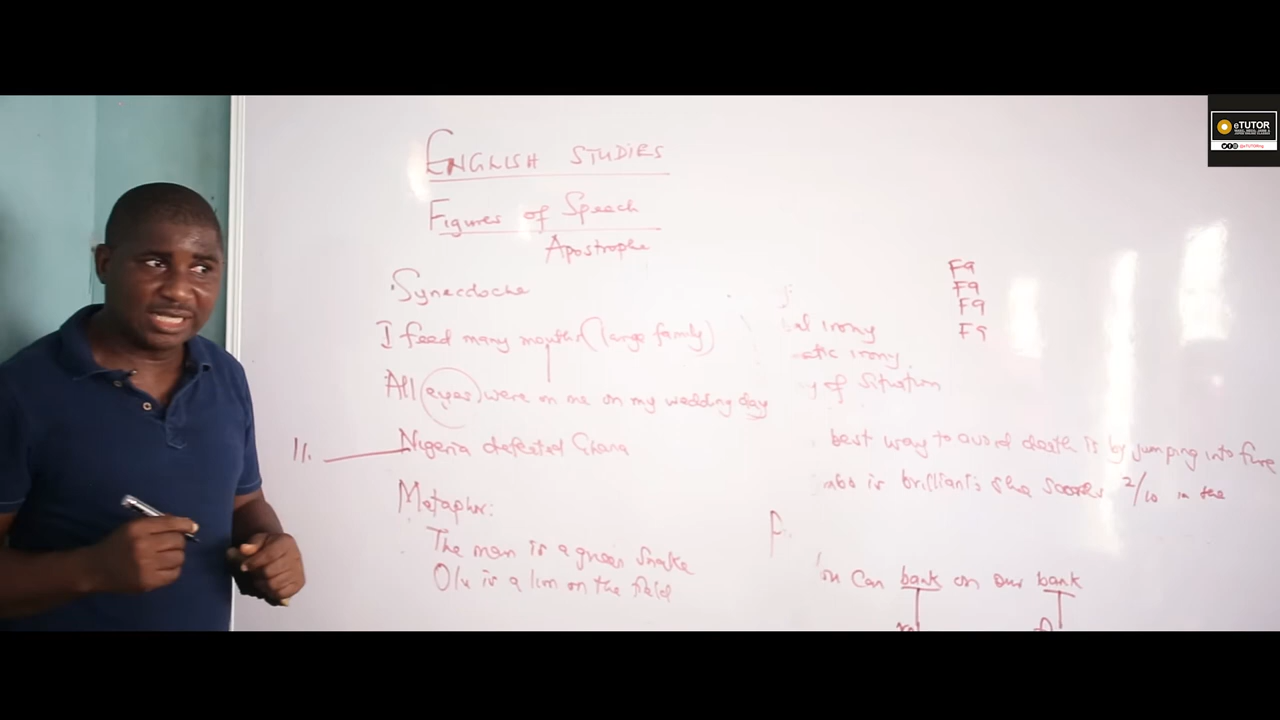 ENGLISH STUDIES
Figures of Speech
Apostrophe
Synecdoche
I feed many mouths (large family)
All eyes were on me on my wedding day
11. Nigeria defeated Ghana
Metaphor:
The man is a green snake
Olu is a lion on the field
F9
F9
F9
F9
irony
irony
of situation
best way to avoid death is by jumping into fire
is brilliant; she scores 2/10 in the
can bank on our bank
eTUTOR